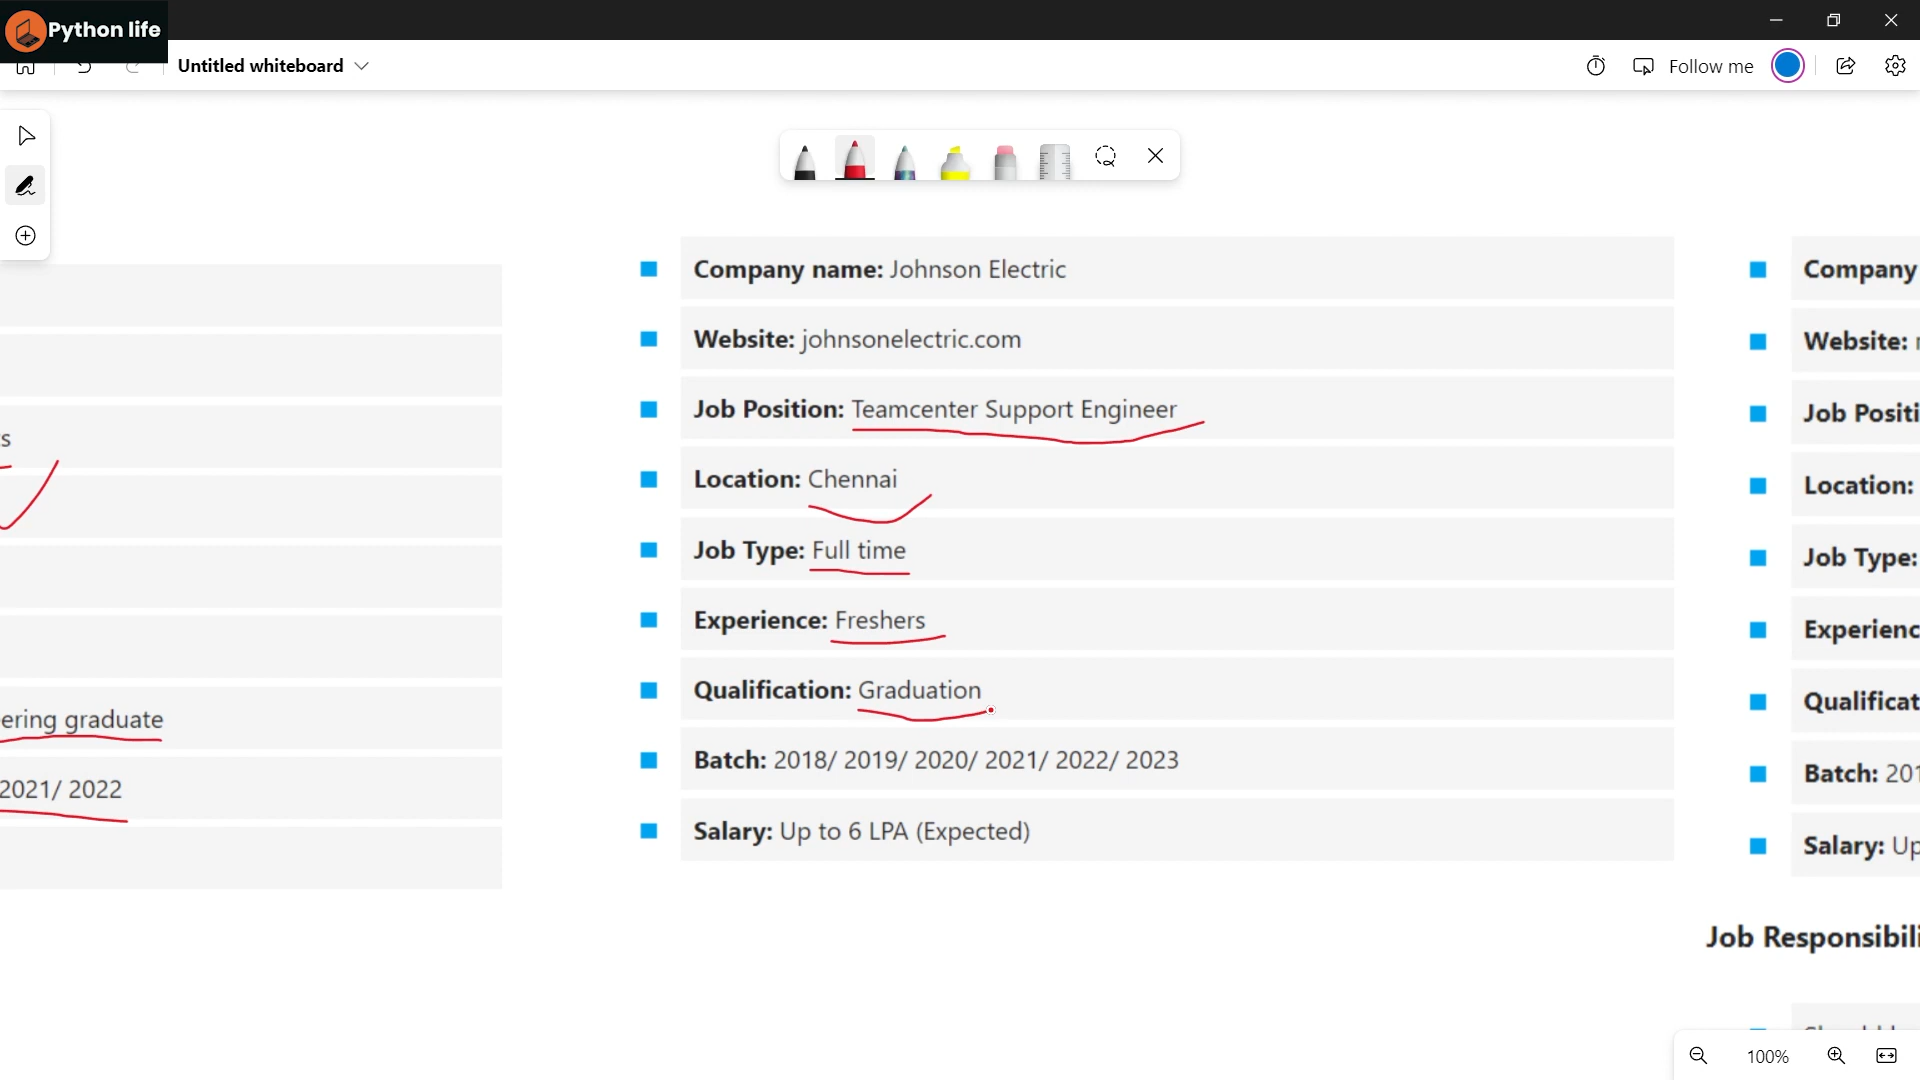 Python life
Untitled whiteboard
Follow me
Company name: Johnson Electric
Website: johnsonelectric.com
Job Position: Teamcenter Support Engineer
Location: Chennai
Job Type: Full time
Experience: Freshers
Qualification: Graduation
Batch: 2018/ 2019/ 2020/ 2021/ 2022/ 2023
Salary: Up to 6 LPA (Expected)
s
ering graduate
2021/ 2022
Company
Website:
Job Positi
Location:
Job Type:
Experienc
Qualificat
Batch: 201
Salary: Up
Job Responsibili
100%